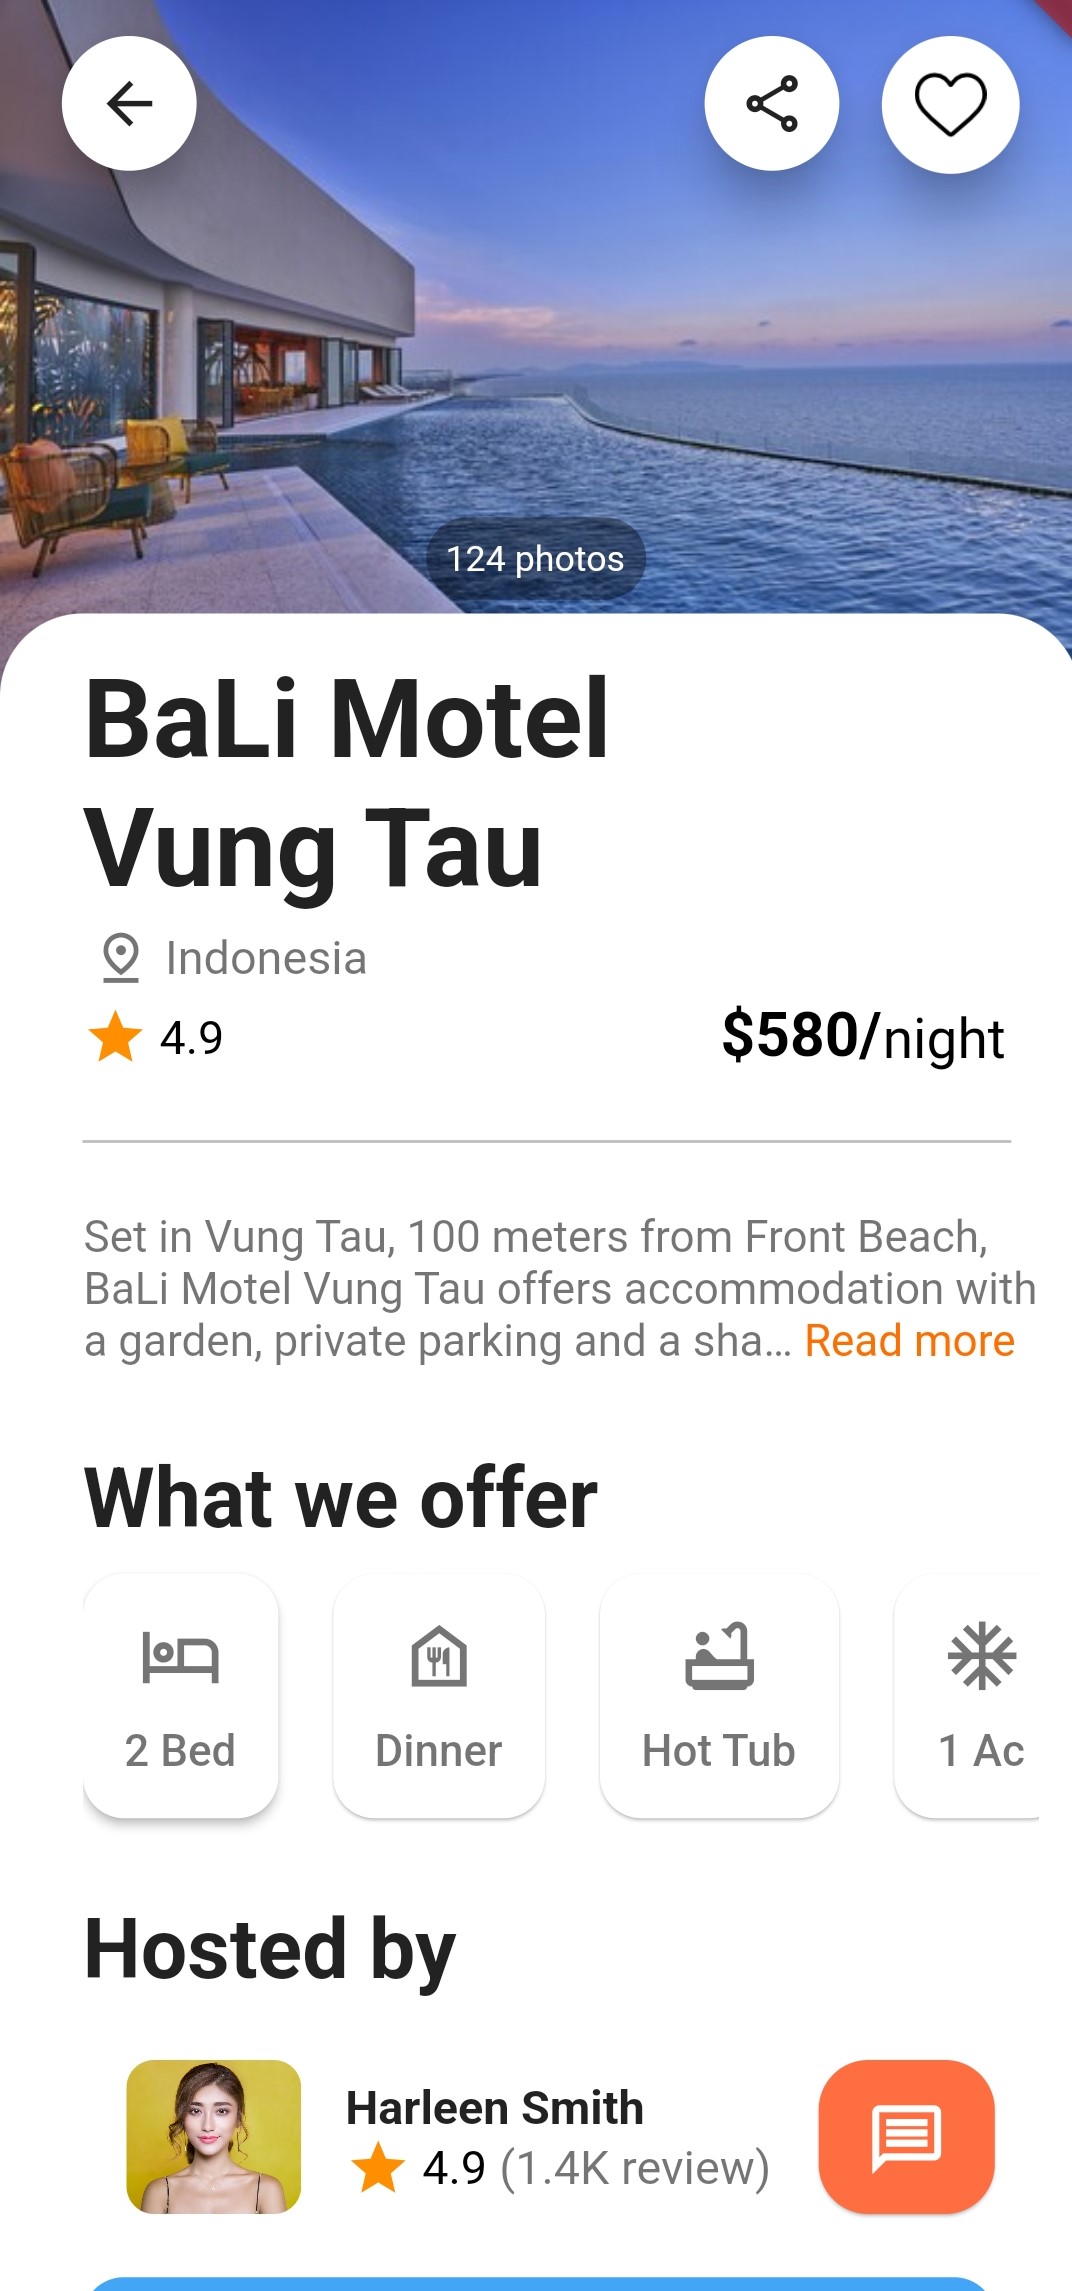 124 photos
BaLi Motel
Vung Tau
Indonesia
4.9
$580/night
Set in Vung Tau, 100 meters from Front Beach,
BaLi Motel Vung Tau offers accommodation with
a garden, private parking and a sha... Read more
What we offer
2 Bed
Dinner
Hot Tub
1 Ac
Hosted by
Harleen Smith
4.9 (1.4K review)